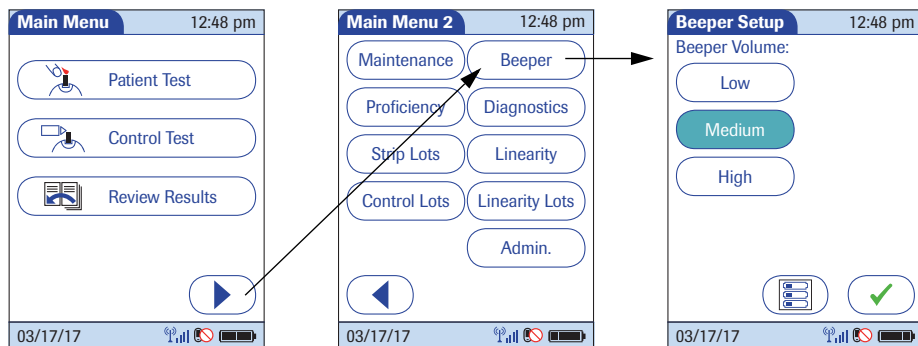 Main Menu 12:48 pm
Patient Test
Control Test
Review Results
03/17/17
Main Menu 2 12:48 pm
Maintenance Beeper
Proficiency Diagnostics
Strip Lots Linearity
Control Lots Linearity Lots
Admin.
03/17/17
Beeper Setup 12:48 pm
Beeper Volume:
Low
Medium
High
03/17/17